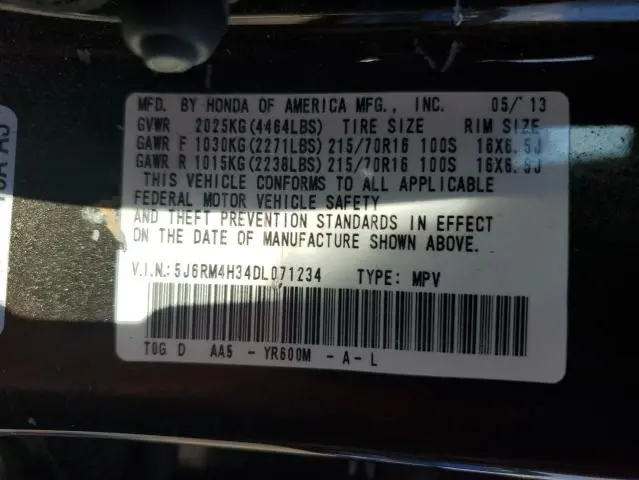 MFD. BY HONDA OF AMERICA MFG., INC. 05/13
GVWR 2025KG(4464LBS) TIRE SIZE RIM SIZE
GAWR F 1030KG(2271LBS)215/70R16 100S 16X6.5J
GAWR R 1015KG(2238LBS)215/70R16 100S 16X6.5J
THIS VEHICLE CONFORMS TO ALL APPLICABLE
FEDERAL MOTOR VEHICLE SAFETY
AND THEFT PREVENTION STANDARDS IN EFFECT
ON THE DATE OF MANUFACTURE SHOWN ABOVE.
V.I.N.:5J6RM4H34DL071234 TYPE: MPV
TOG D AA5 - YR600M - A - L